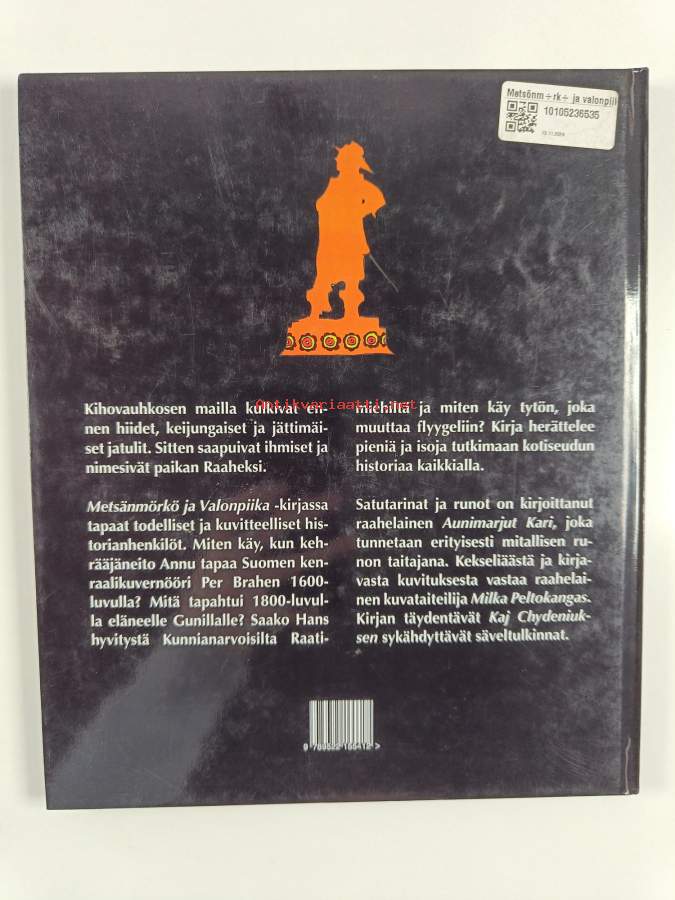 Metsõnm÷rk÷ ja valonpii
10105236535
Kihovauhkosen mailla kulkivat en-
nen hiidet, keijungaiset ja jättimäi-
set jatulit. Sitten saapuivat ihmiset ja
nimesivät paikan Raaheksi.
Metsänmörkö ja Valonpiika -kirjassa
tapaat todelliset ja kuvitteelliset his-
torianhenkilöt. Miten käy, kun keh-
rääjäneito Annu tapaa Suomen ken-
raalikuvernööri Per Brahen 1600-
luvulla? Mitä tapahtui 1800-luvul-
la eläneelle Gunillalle? Saako Hans
hyvitystä Kunnianarvoisilta Raati-
miehiltä ja miten käy tytön, joka
muuttaa flyygeliin? Kirja herättelee
pieniä ja isoja tutkimaan kotiseudun
historiaa kaikkialla.
Satutarinat ja runot on kirjoittanut
raahelainen Aunimarjut Kari, joka
tunnetaan erityisesti mitallisen ru-
non taitajana. Kekseliäästä ja kirja-
vasta kuvituksesta vastaa raahelai-
nen kuvataiteilija Milka Peltokangas.
Kirjan täydentävät Kaj Chydeniuk-
sen sykähdyttävät säveltulkinnat.
Antikvariaatti.net